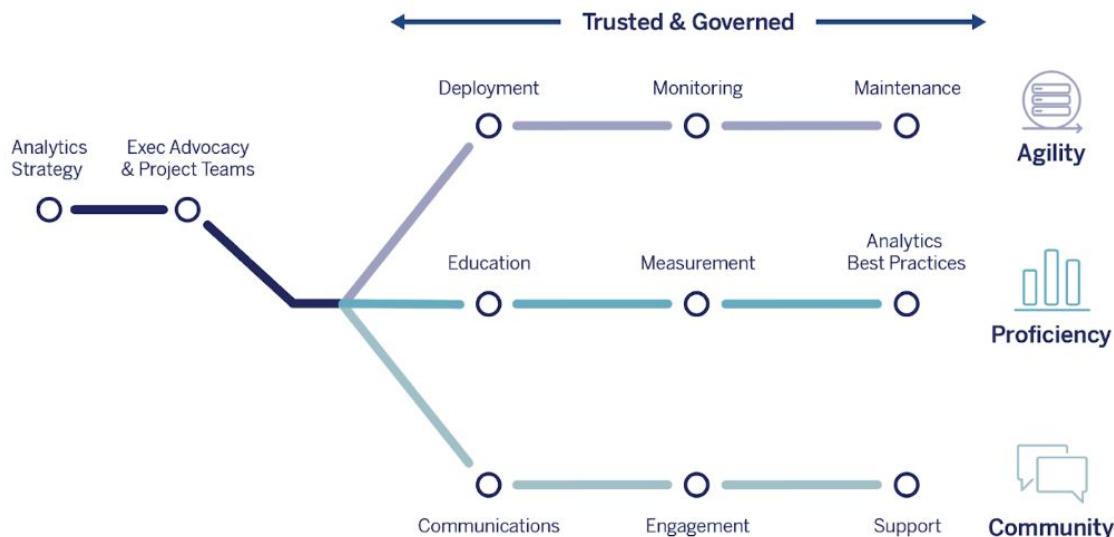 Trusted & Governed
Deployment
Monitoring
Maintenance
Agility
Analytics
Strategy
Exec Advocacy
& Project Teams
Education
Measurement
Analytics
Best Practices
Proficiency
Communications
Engagement
Support
Community